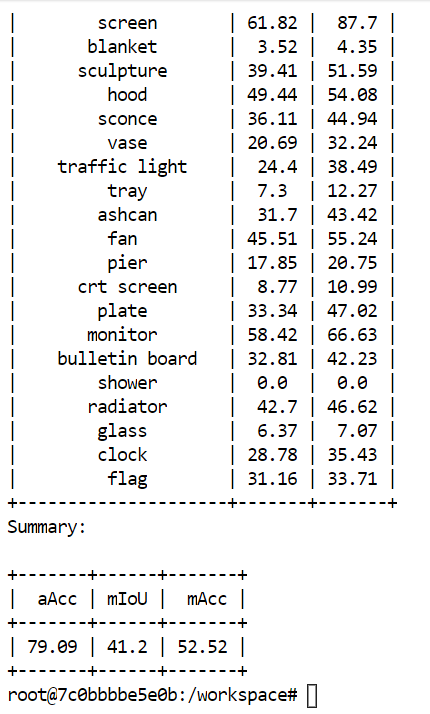 | screen | 61.82 | 87.7 |
| blanket | 3.52 | 4.35 |
| sculpture | 39.41 | 51.59 |
| hood | 49.44 | 54.08 |
| sconce | 36.11 | 44.94 |
| vase | 20.69 | 32.24 |
| traffic light | 24.4 | 38.49 |
| tray | 7.3 | 12.27 |
| ashcan | 31.7 | 43.42 |
| fan | 45.51 | 55.24 |
| pier | 17.85 | 20.75 |
| crt screen | 8.77 | 10.99 |
| plate | 33.34 | 47.02 |
| monitor | 58.42 | 66.63 |
| bulletin board | 32.81 | 42.23 |
| shower | 0.0 | 0.0 |
| radiator | 42.7 | 46.62 |
| glass | 6.37 | 7.07 |
| clock | 28.78 | 35.43 |
| flag | 31.16 | 33.71 |
+---------------------+-------+-------+
Summary:
+-------+------+-------+
| aAcc | mIoU | mAcc |
+-------+------+-------+
| 79.09 | 41.2 | 52.52 |
+-------+------+-------+
root@7c0bbbbe5e0b:/workspace#